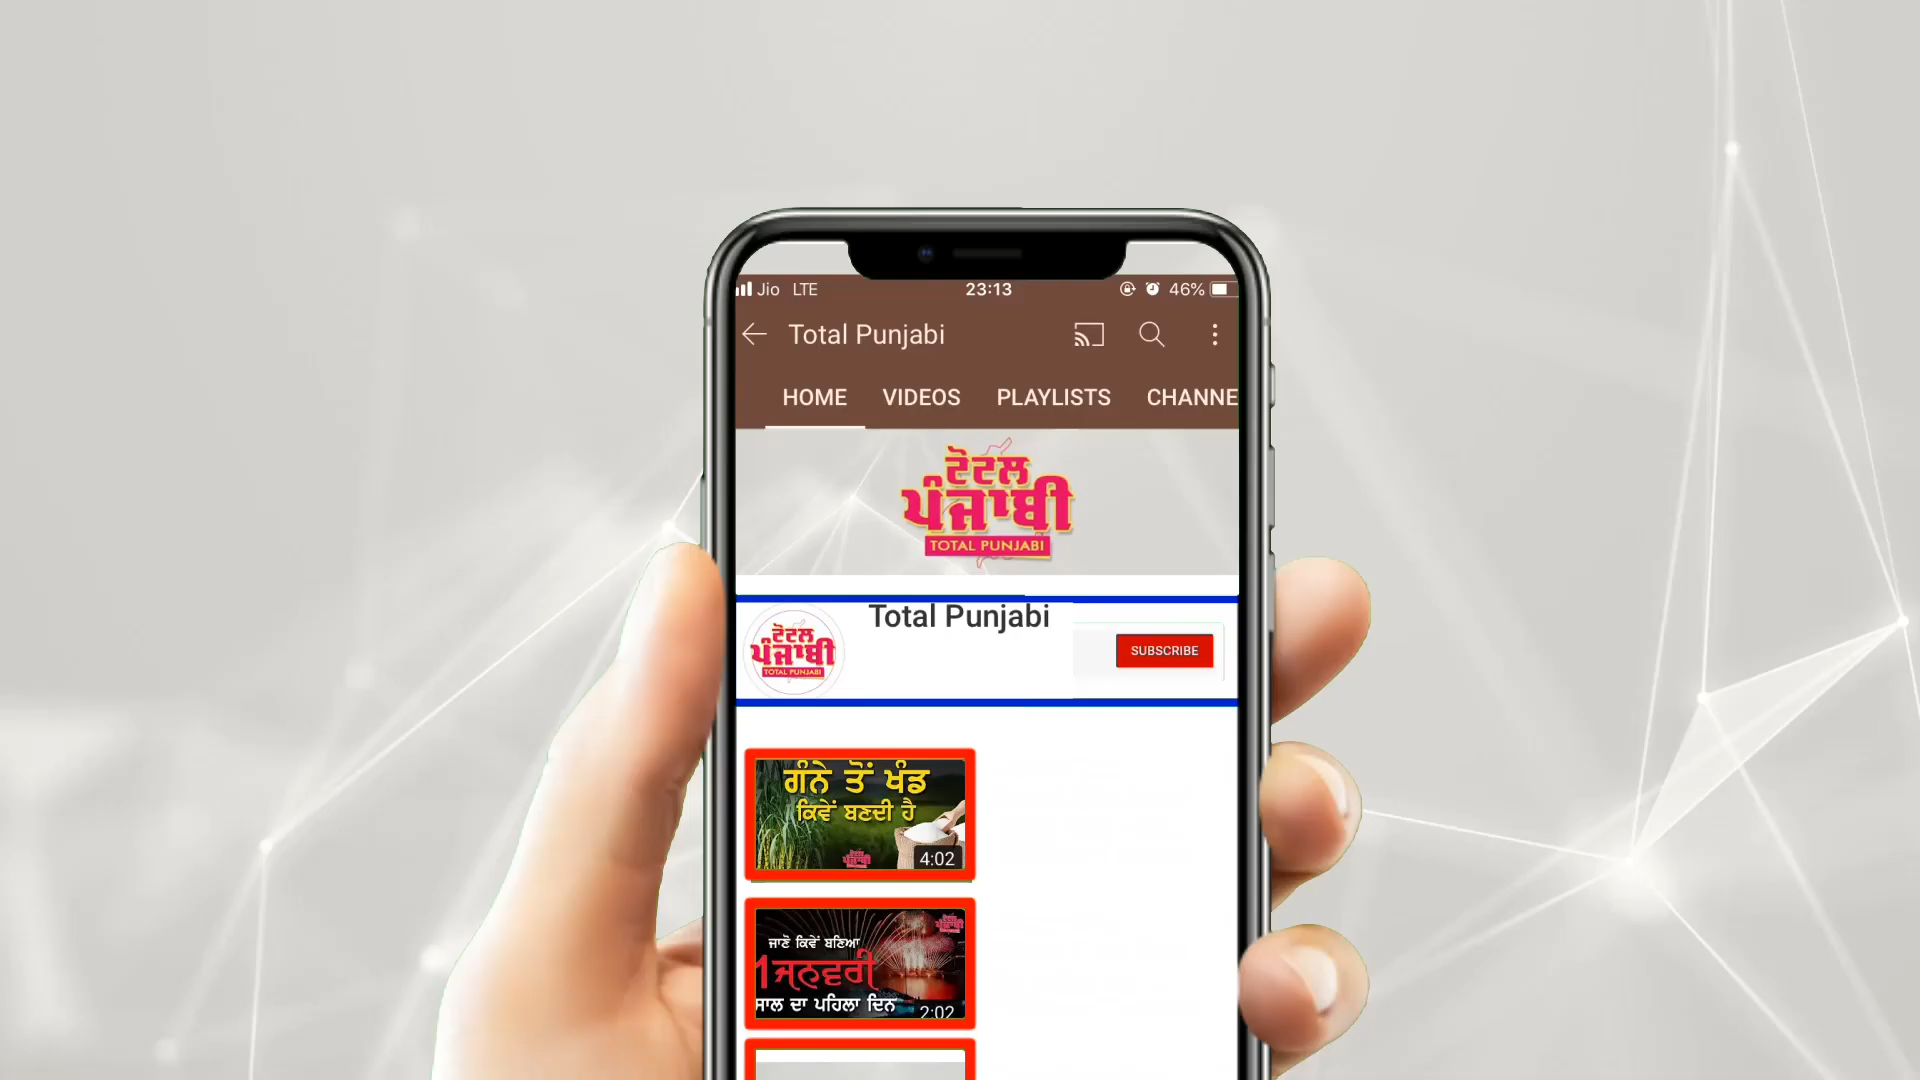 Jio LTE 23:13 46%
Total Punjabi
HOME VIDEOS PLAYLISTS CHANNE
ਟੋਟਲ
ਪੰਜਾਬੀ
TOTAL PUNJABI
Total Punjabi
ਟੋਟਲ
ਪੰਜਾਬੀ
TOTAL PUNJABI
SUBSCRIBE
ਗੰਨੇ ਤੋਂ ਖੰਡ
ਕਿਵੇਂ ਬਣਦੀ ਹੈ
4:02
ਜਾਣੋ ਕਿਵੇਂ ਬਣਿਆ
1 ਜਨਵਰੀ
ਸਾਲ ਦਾ ਪਹਿਲਾ ਦਿਨ
2:02